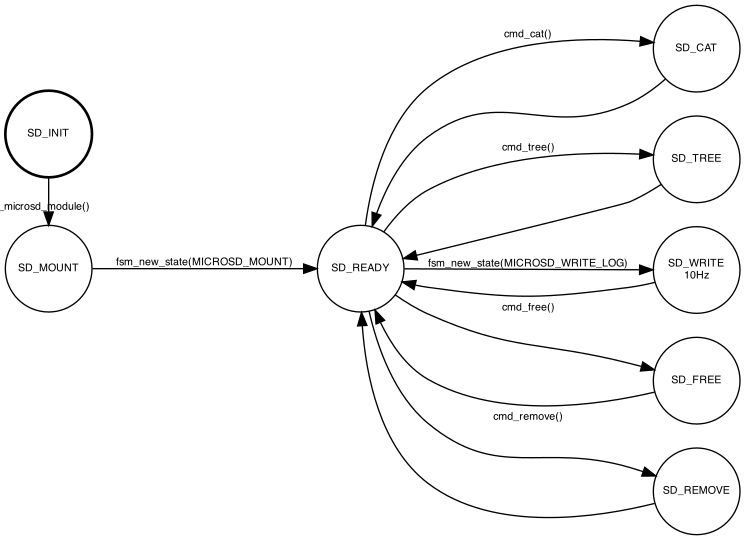 cmd_cat()
SD_CAT
SD_INIT
cmd_tree()
SD_TREE
_microsd_module()
SD_MOUNT
fsm_new_state(MICROSD_MOUNT)
SD_READY
fsm_new_state(MICROSD_WRITE_LOG)
SD_WRITE
10Hz
cmd_free()
SD_FREE
cmd_remove()
SD_REMOVE